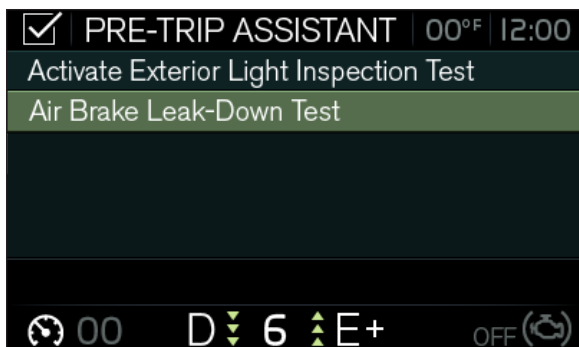 PRE-TRIP ASSISTANT 00°F 12:00
Activate Exterior Light Inspection Test
Air Brake Leak-Down Test
00 D 6 E+ OFF